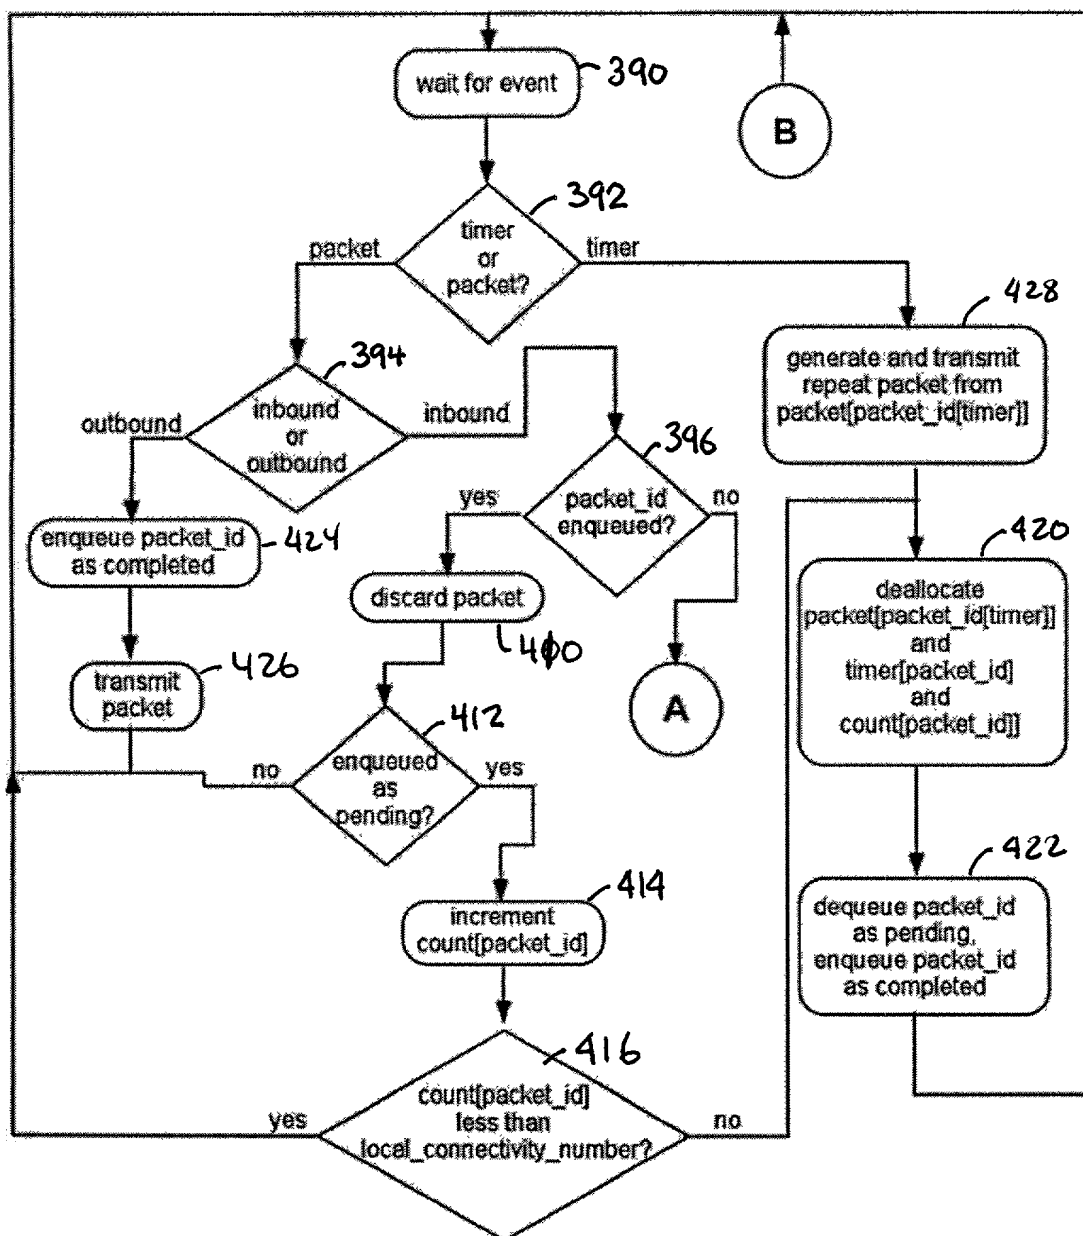 wait for event
390
B
392
timer
or
packet?
packet
timer
428
generate and transmit
repeat packet from
packet[packet_id[timer]]
394
inbound
or
outbound
outbound
inbound
396
packet_id
enqueued?
yes
no
enqueue packet_id
as completed
424
discard packet
400
420
deallocate
packet[packet_id[timer]]
and
timer[packet_id]
and
count[packet_id]]
transmit
packet
426
A
412
enqueued
as
pending?
no
yes
414
increment
count[packet_id]
422
dequeue packet_id
as pending,
enqueue packet_id
as completed
416
count[packet_id]
less than
local_connectivity_number?
yes
no